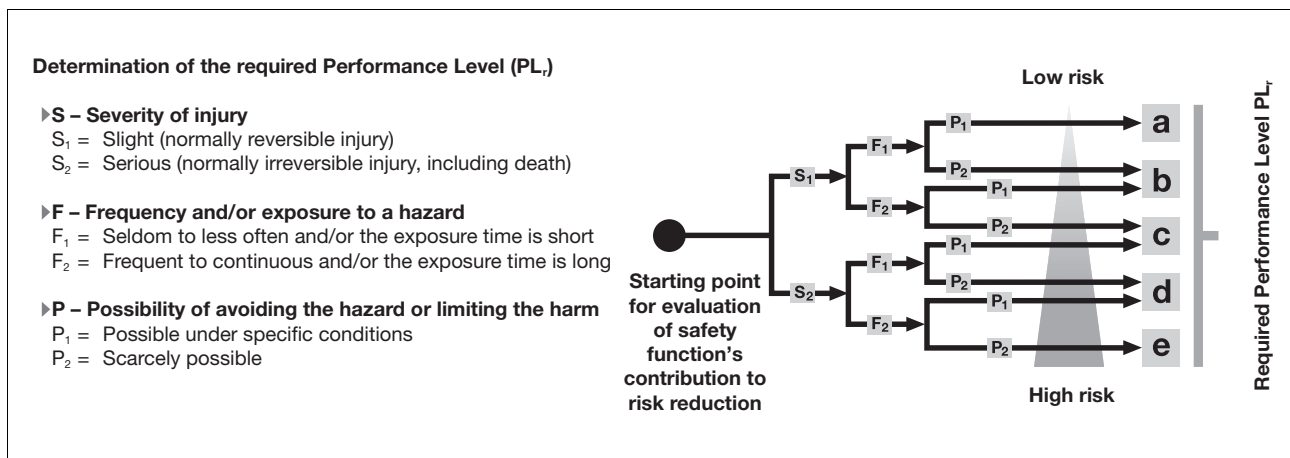 Determination of the required Performance Level (PLr)
S – Severity of injury
S1 = Slight (normally reversible injury)
S2 = Serious (normally irreversible injury, including death)
F – Frequency and/or exposure to a hazard
F1 = Seldom to less often and/or the exposure time is short
F2 = Frequent to continuous and/or the exposure time is long
P – Possibility of avoiding the hazard or limiting the harm
P1 = Possible under specific conditions
P2 = Scarcely possible
Starting point
for evaluation
of safety
function's
contribution to
risk reduction
Low risk
S1
F1
P1
a
P2
b
F2
P1
P2
c
S2
F1
P1
P2
d
F2
P1
P2
e
High risk
Required Performance Level PLr